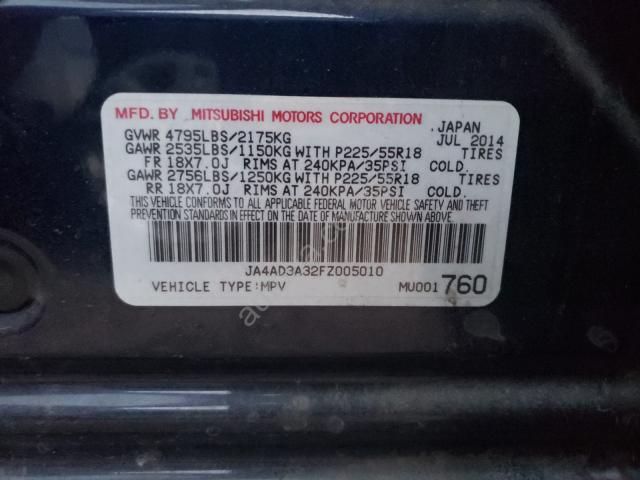 MFD. BY MITSUBISHI MOTORS CORPORATION JAPAN
GVWR 4795LBS/2175KG JUL 2014
GAWR 2535LBS/1150KG WITH P225/55R18 TIRES
FR 18X7.0J RIMS AT 240KPA/35PSI COLD.
GAWR 2756LBS/1250KG WITH P225/55R18 TIRES
RR 18X7.0J RIMS AT 240KPA/35PSI COLD.
THIS VEHICLE CONFORMS TO ALL APPLICABLE FEDERAL MOTOR VEHICLE SAFETY AND THEFT
PREVENTION STANDARDS IN EFFECT ON THE DATE OF MANUFACTURE SHOWN ABOVE.
JA4AD3A32FZ005010
VEHICLE TYPE:MPV MU001 760